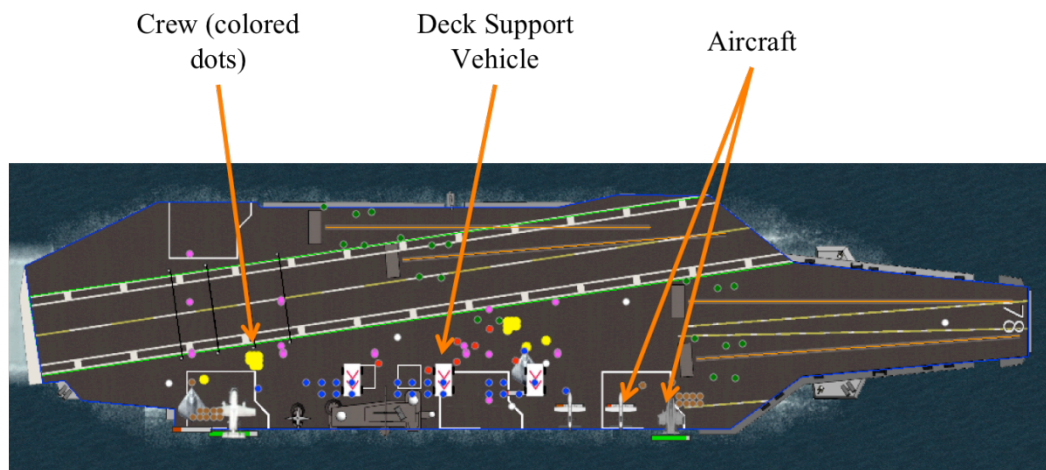 Crew (colored
dots)
Deck Support
Vehicle
Aircraft
78